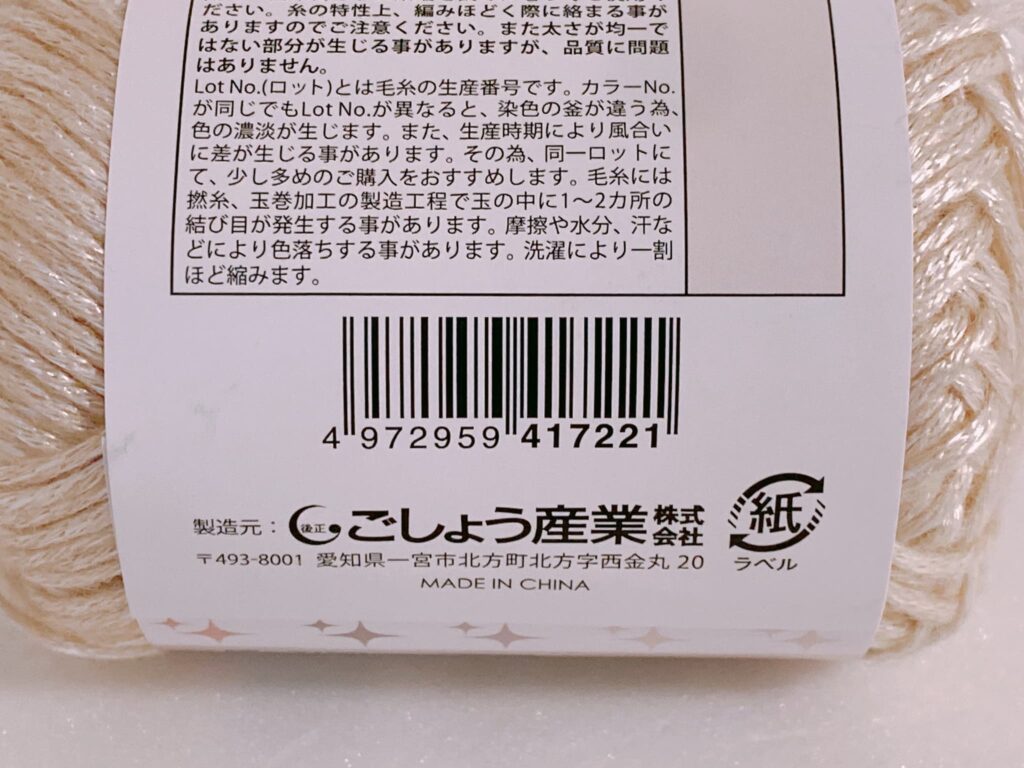 ださい。糸の特性上、編みほどく際に絡まる事が
ありますのでご注意ください。また太さが均一で
はない部分が生じる事がありますが、品質に問題
はありません。
Lot No.(ロット)とは毛糸の生産番号です。カラーNo.
が同じでもLot No.が異なると、染色の釜が違う為、
色の濃淡が生じます。また、生産時期により風合い
に差が生じる事があります。その為、同一ロットに
て、少し多めのご購入をおすすめします。毛糸には
撚糸、玉巻加工の製造工程で玉の中に1～2カ所の
結び目が発生する事があります。摩擦や水分、汗な
どにより色落ちする事があります。洗濯により一割
ほど縮みます。
4 972959 417221
製造元：後正 ごしょう産業株式会社
〒493-8001 愛知県一宮市北方町北方字西金丸 20
MADE IN CHINA
紙
ラベル